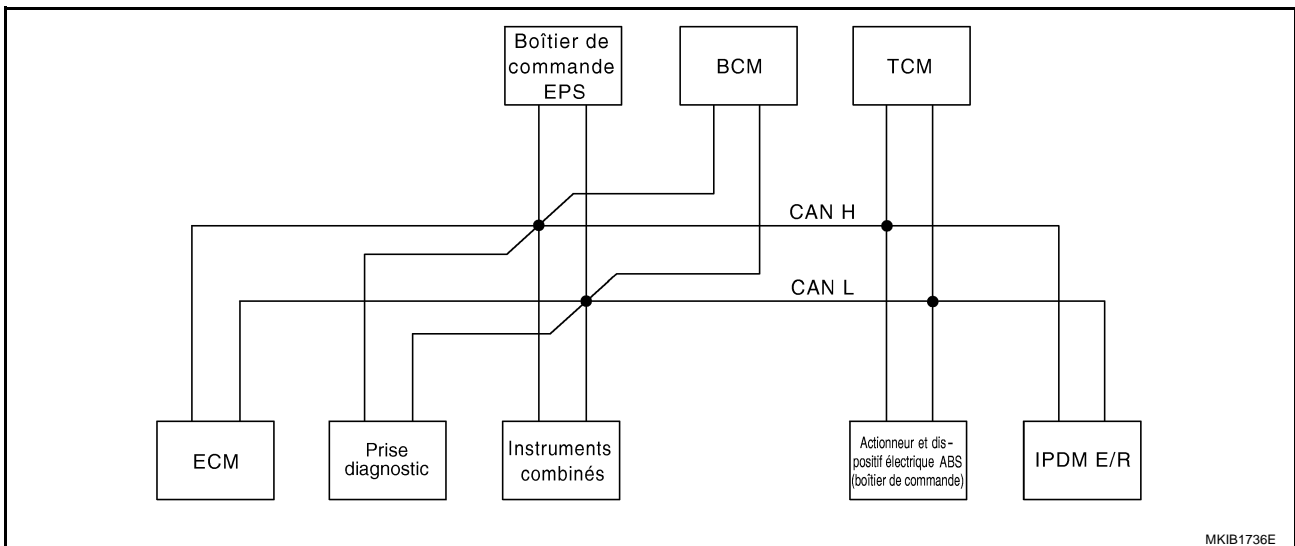 Boîtier de
commande
EPS
BCM
TCM
CAN H
CAN L
ECM
Prise
diagnostic
Instruments
combinés
Actionneur et dis-
positif électrique ABS
(boîtier de commande)
IPDM E/R
MKIB1736E